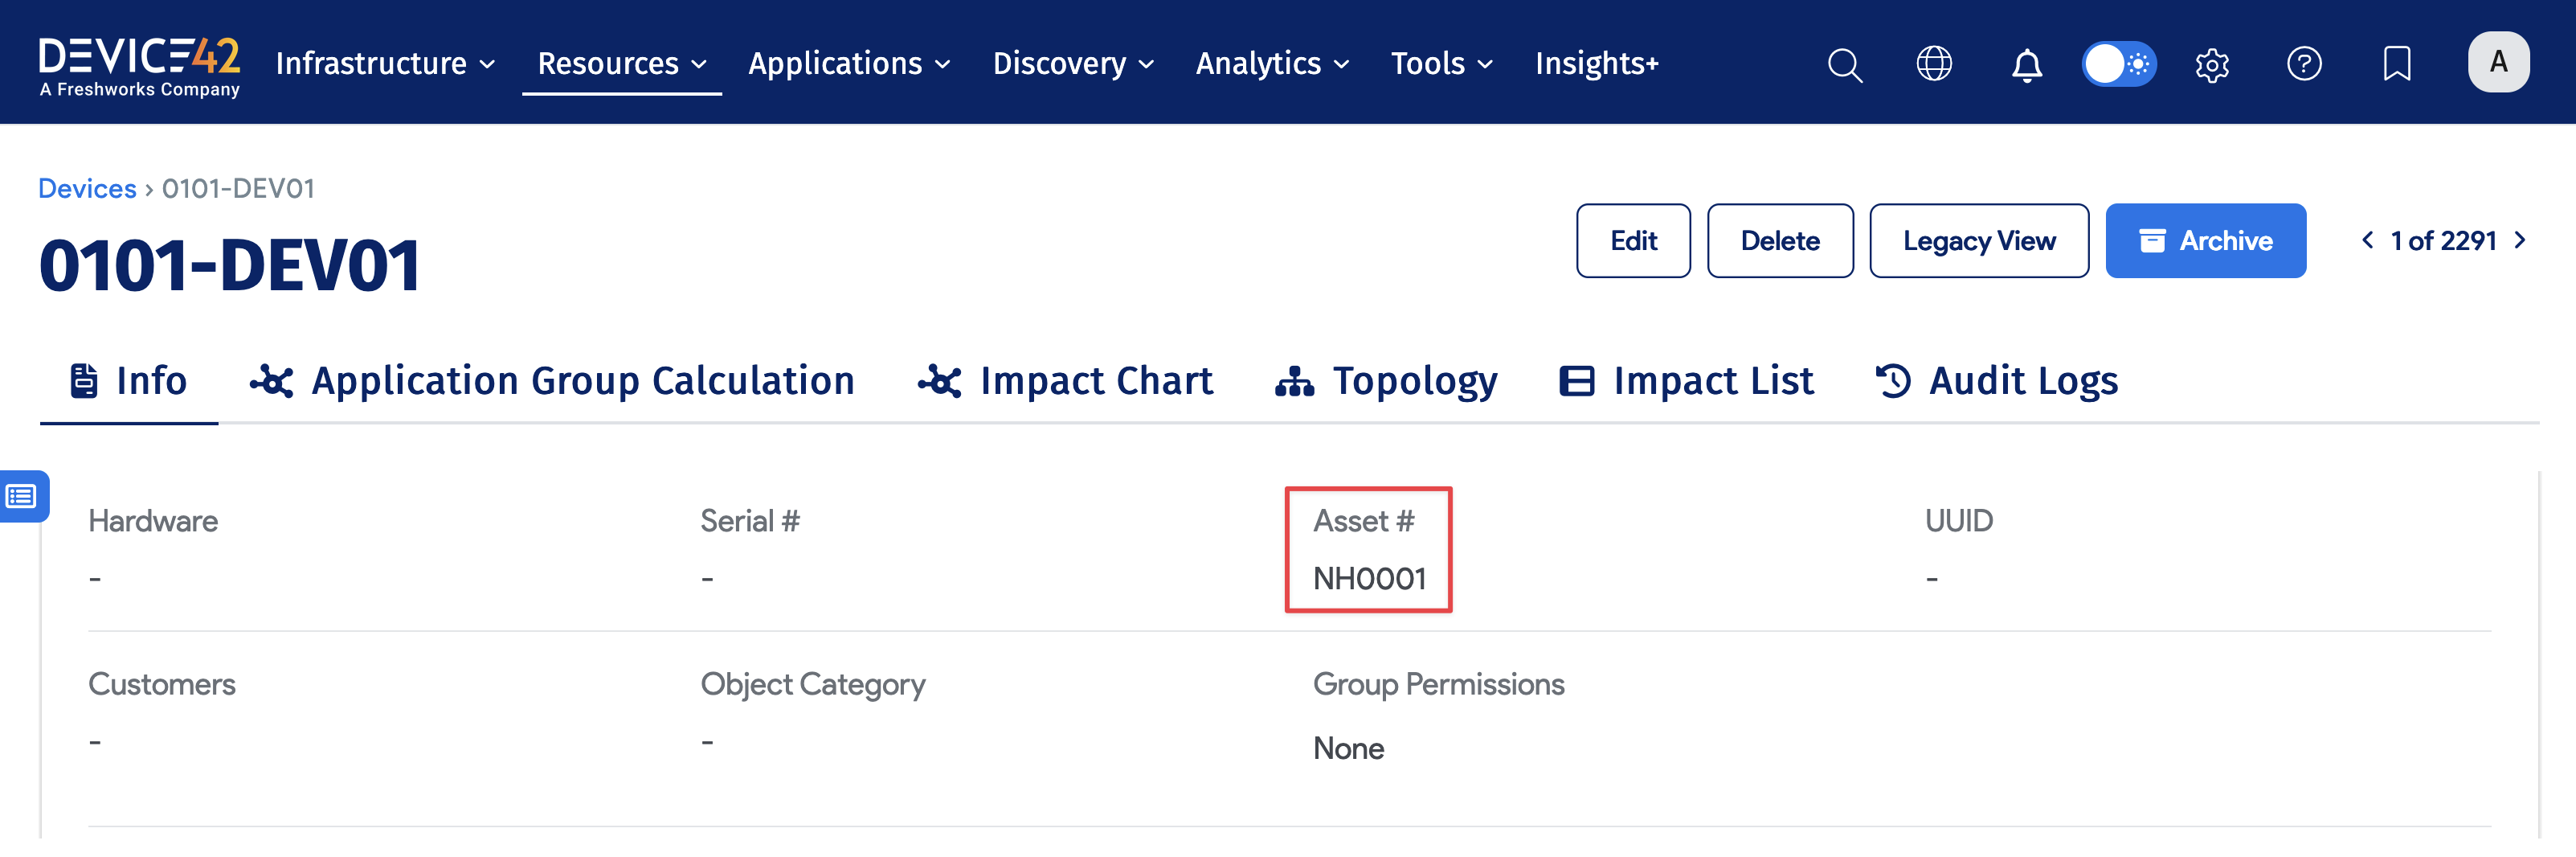 DEVICE42
A Freshworks Company
Infrastructure Resources Applications Discovery Analytics Tools Insights+
A
Devices › 0101-DEV01
0101-DEV01
Edit Delete Legacy View Archive ‹ 1 of 2291 ›
Info Application Group Calculation Impact Chart Topology Impact List Audit Logs
Hardware Serial # Asset # UUID
- - NH0001 -
Customers Object Category Group Permissions
- - None